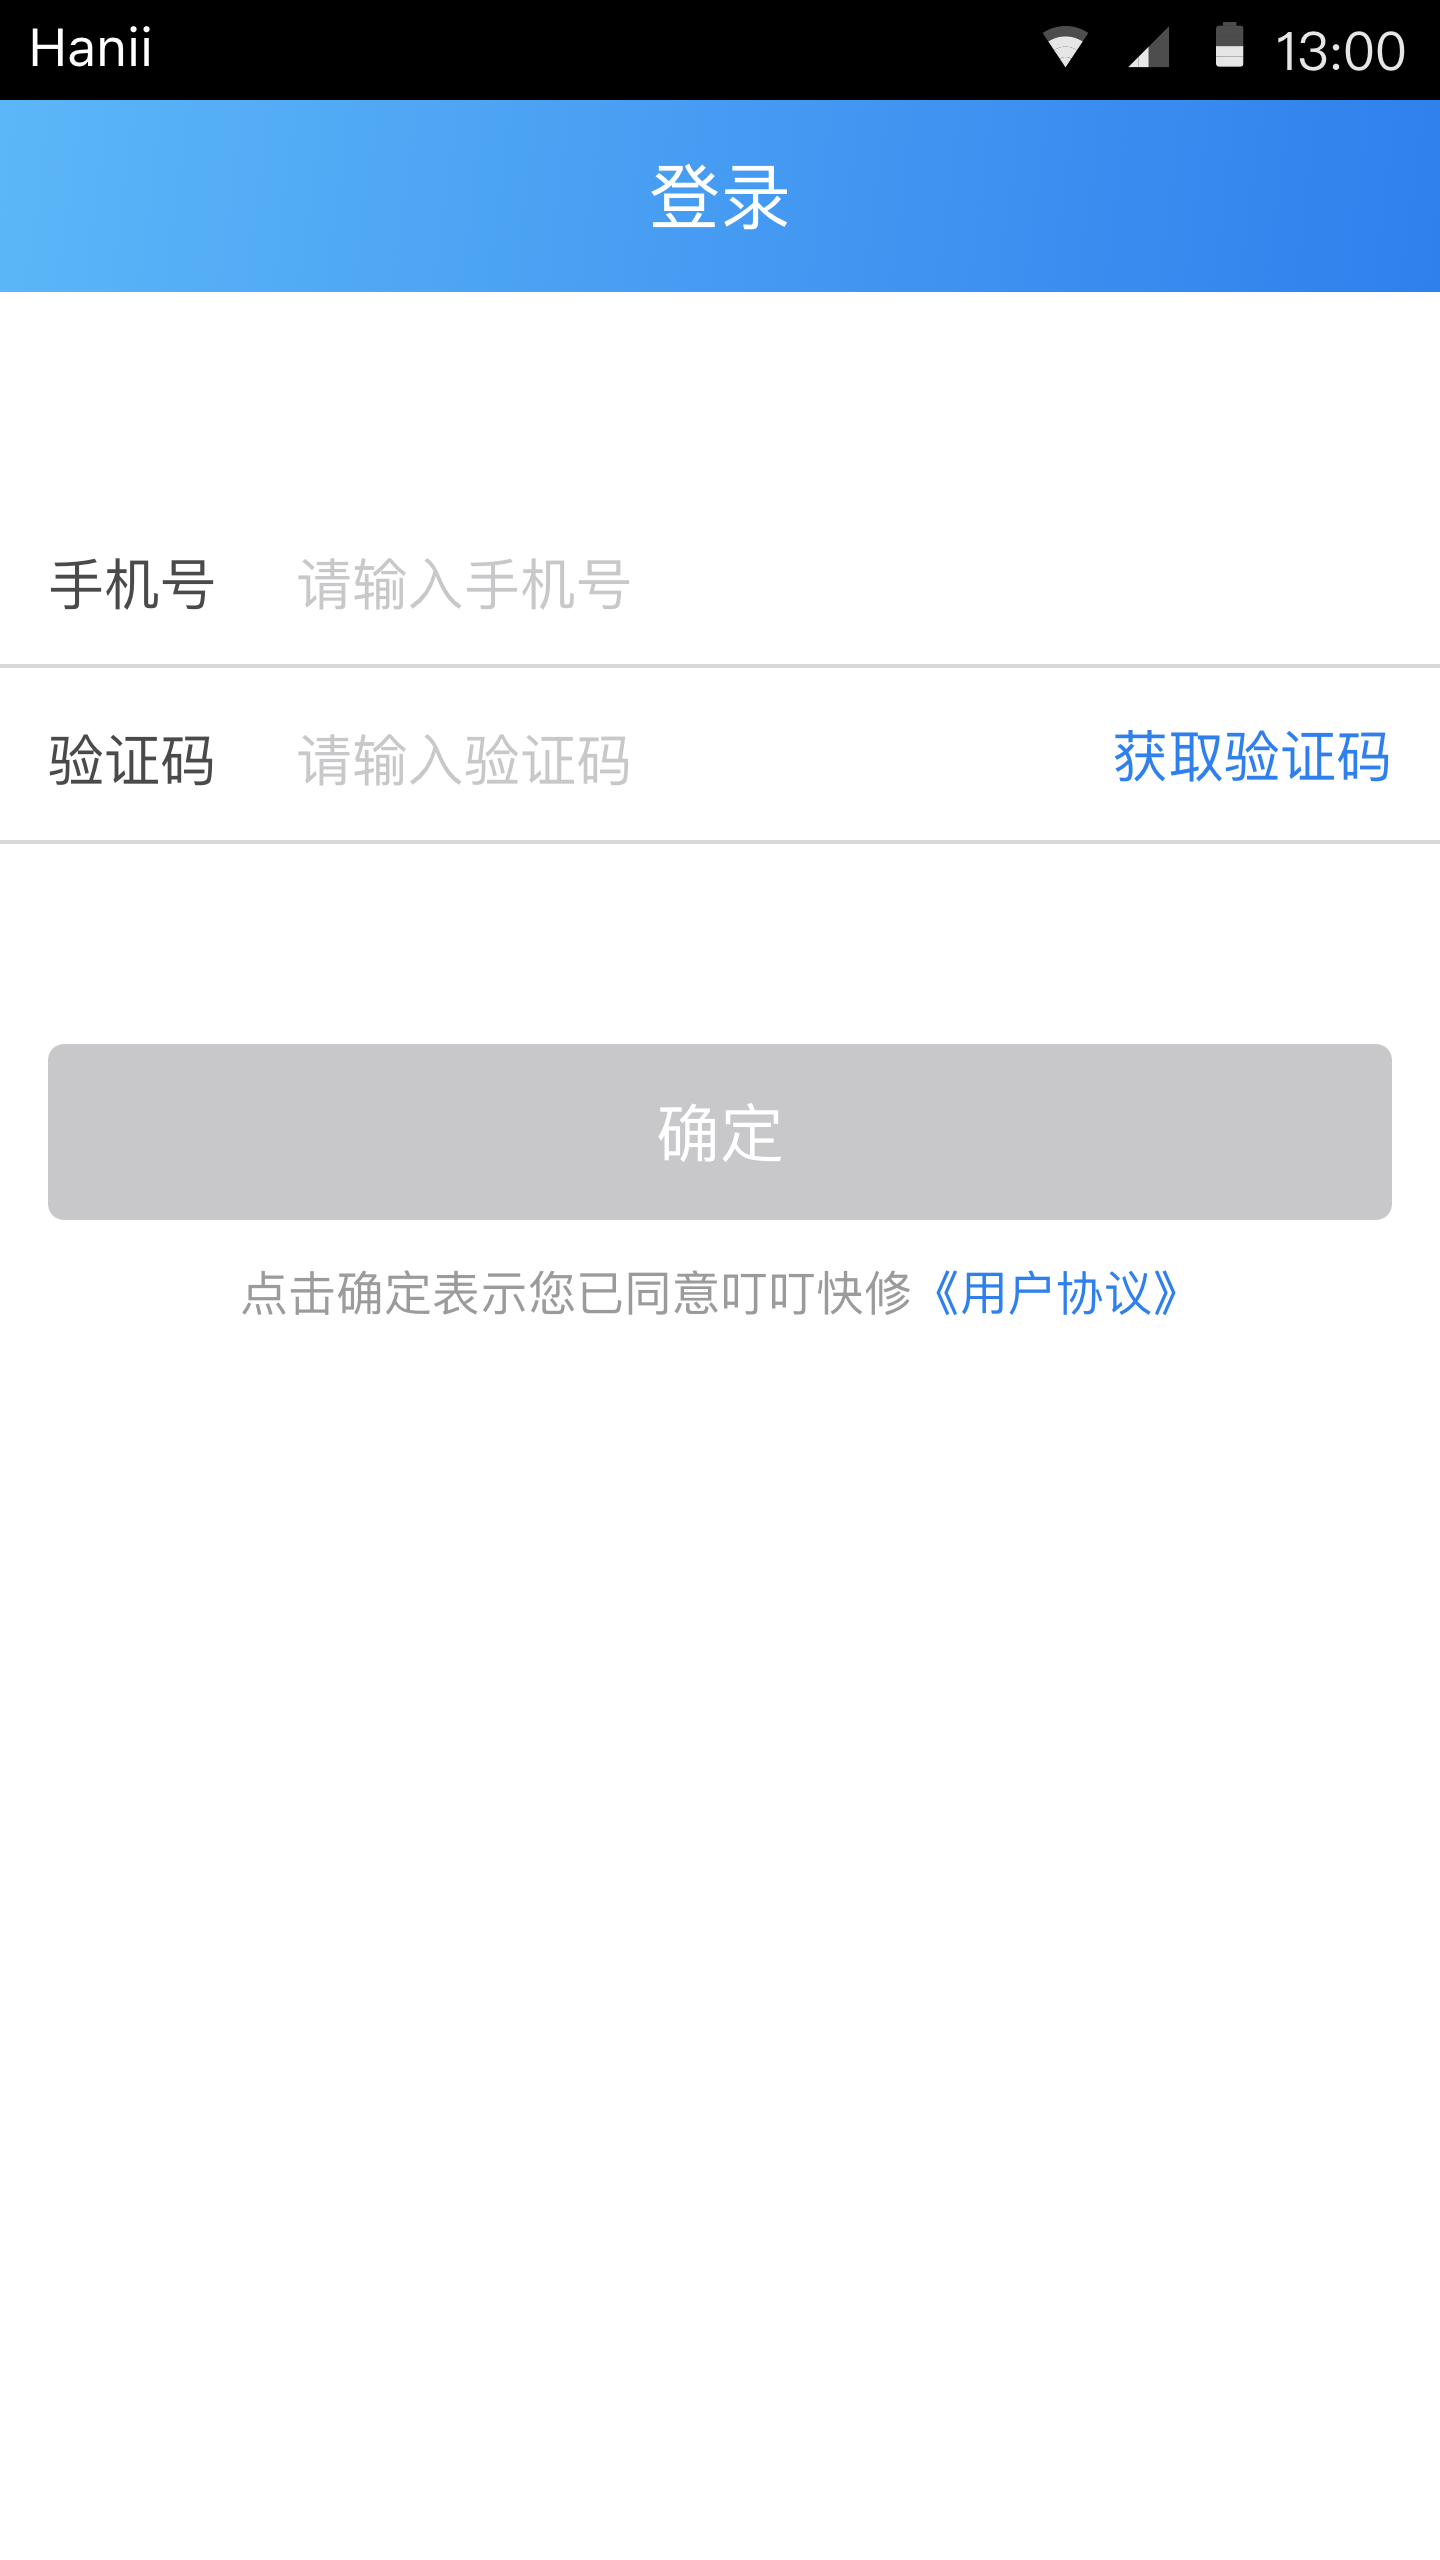 Hanii 13:00
登录
手机号 请输入手机号
验证码 请输入验证码 获取验证码
确定
点击确定表示您已同意叮叮快修《用户协议》